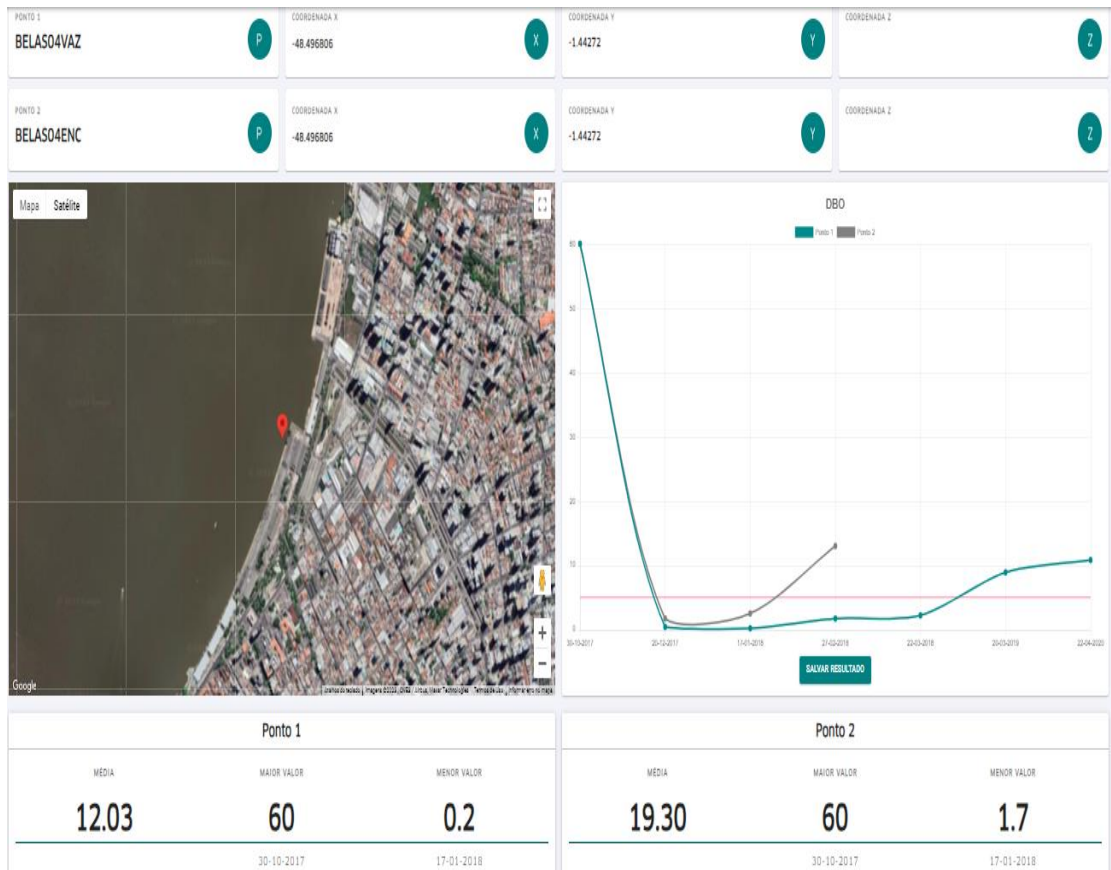 PONTO 1
BELAS04VAZ
P
COORDENADA X
-48.496806
X
COORDENADA Y
-1.44272
Y
COORDENADA Z
Z
PONTO 2
BELAS04ENC
P
COORDENADA X
-48.496806
X
COORDENADA Y
-1.44272
Y
COORDENADA Z
Z
Mapa Satélite
Google
DBO
Ponto 1 Ponto 2
60
50
40
30
20
10
0
30-10-2017 20-12-2017 17-01-2018 27-02-2018 22-03-2018 20-03-2019 22-04-2020
SALVAR RESULTADO
Ponto 1
MÉDIA MAIOR VALOR MENOR VALOR
12.03 60 0.2
30-10-2017 17-01-2018
Ponto 2
MÉDIA MAIOR VALOR MENOR VALOR
19.30 60 1.7
30-10-2017 17-01-2018